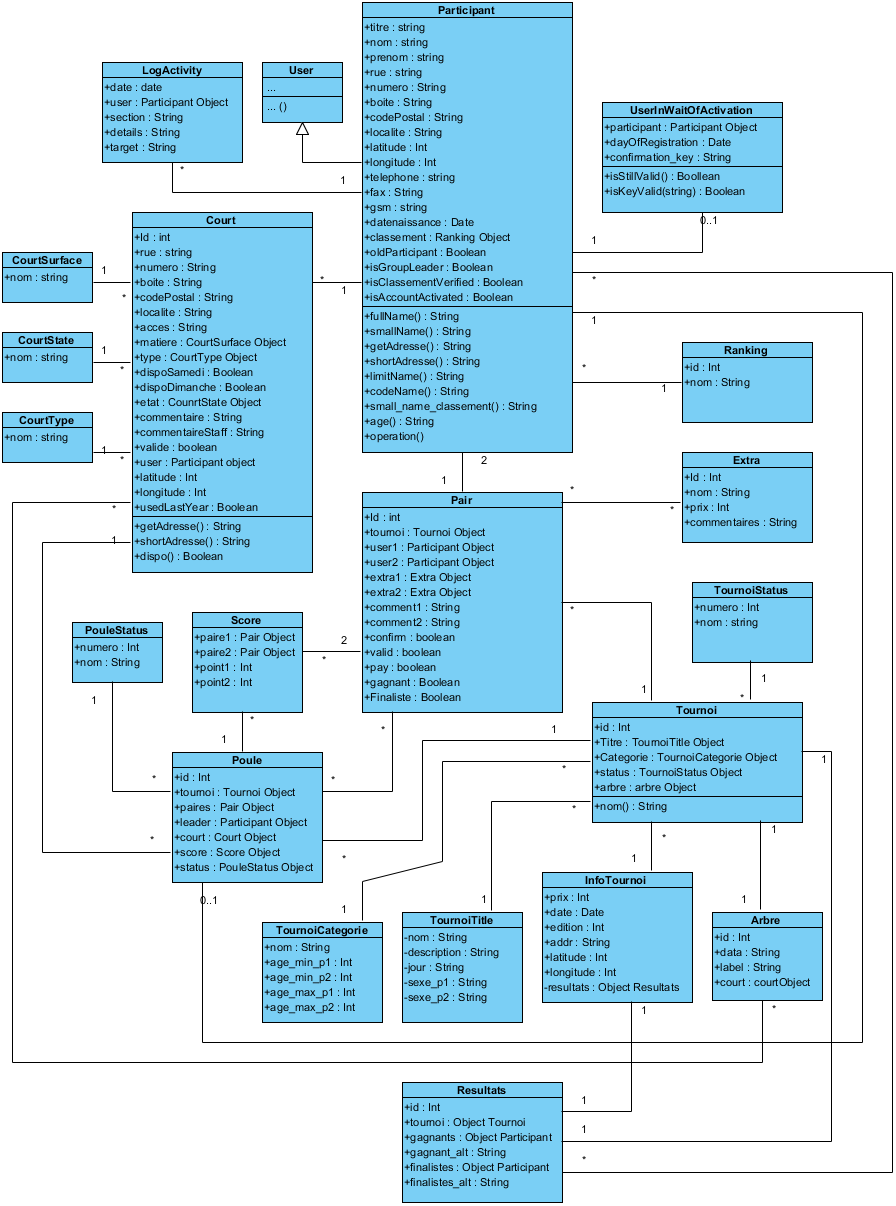 Participant
+titre : string
+nom : string
+prenom : string
+rue : string
+numero : String
+boite : String
+codePostal : String
+localite : String
+latitude : Int
+longitude : Int
+telephone : string
+fax : String
+gsm : string
+datenaissance : Date
+classement : Ranking Object
+oldParticipant : Boolean
+isGroupLeader : Boolean
+isClassementVerified : Boolean
+isAccountActivated : Boolean
+fullName() : String
+smallName() : String
+getAdresse() : String
+shortAdresse() : String
+limitName() : String
+codeName() : String
+small_name_classement() : String
+age() : String
+operation()
LogActivity
+date : date
+user : Participant Object
+section : String
+details : String
+target : String
User
...
... ()
UserInWaitOfActivation
+participant : Participant Object
+dayOfRegistration : Date
+confirmation_key : String
+isStillValid() : Boollean
+isKeyValid(string) : Boolean
*
1
1
0..1
Court
+Id : int
+rue : string
+numero : String
+boite : String
+codePostal : String
+localite : String
+acces : String
+matiere : CourtSurface Object
+type : CourtType Object
+dispoSamedi : Boolean
+dispoDimanche : Boolean
+etat : CounrtState Object
+commentaire : String
+commentaireStaff : String
+valide : boolean
+user : Participant object
+latitude : Int
+longitude : Int
+usedLastYear : Boolean
+getAdresse() : String
+shortAdresse() : String
+dispo() : Boolean
CourtSurface
+nom : string
1
*
CourtState
+nom : string
1
*
CourtType
+nom : string
1
*
*
1
*
1
*
1
Ranking
+id : Int
+nom : String
*
1
2
1
Extra
+Id : Int
+nom : String
+prix : Int
+commentaires : String
*
*
Pair
+Id : int
+tournoi : Tournoi Object
+user1 : Participant Object
+user2 : Participant Object
+extra1 : Extra Object
+extra2 : Extra Object
+comment1 : String
+comment2 : String
+confirm : boolean
+valid : boolean
+pay : boolean
+gagnant : Boolean
+Finaliste : Boolean
*
1
TournoiStatus
+numero : Int
+nom : string
1
*
PouleStatus
+numero : Int
+nom : String
1
*
Score
+paire1 : Pair Object
+paire2 : Pair Object
+point1 : Int
+point2 : Int
2
*
*
1
Poule
+id : Int
+tournoi : Tournoi Object
+paires : Pair Object
+leader : Participant Object
+court : Court Object
+score : Score Object
+status : PouleStatus Object
*
*
*
1
*
0..1
Tournoi
+id : Int
+Titre : TournoiTitle Object
+Categorie : TournoiCategorie Object
+status : TournoiStatus Object
+arbre : arbre Object
+nom() : String
*
*
*
1
1
1
TournoiCategorie
+nom : String
+age_min_p1 : Int
+age_min_p2 : Int
+age_max_p1 : Int
+age_max_p2 : Int
1
TournoiTitle
-nom : String
-description : String
-jour : String
-sexe_p1 : String
-sexe_p2 : String
1
InfoTournoi
+prix : Int
+date : Date
+edition : Int
+addr : String
+latitude : Int
+longitude : Int
-resultats : Object Resultats
1
Arbre
+id : Int
+data : String
+label : String
+court : courtObject
1
*
Resultats
+id : Int
+tournoi : Object Tournoi
+gagnants : Object Participant
+gagnant_alt : String
+finalistes : Object Participant
+finalistes_alt : String
1
1
*